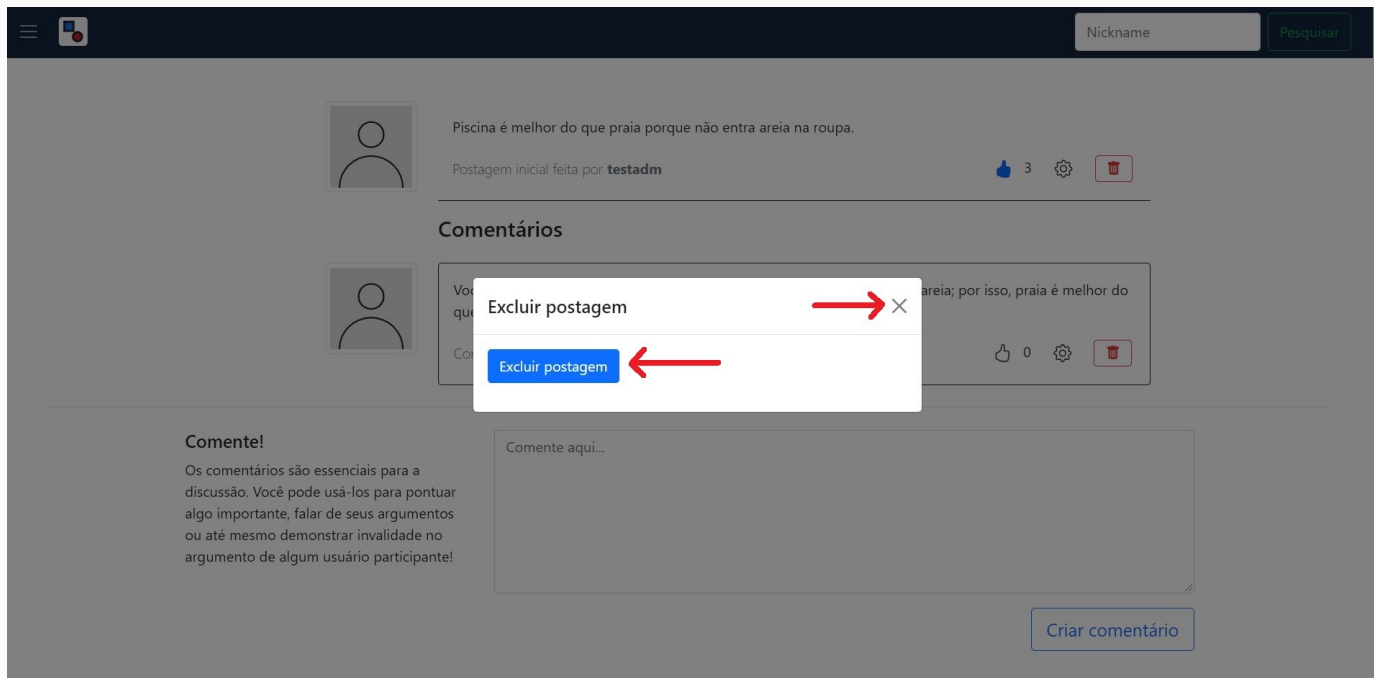 Nickname
Pesquisar
Piscina é melhor do que praia porque não entra areia na roupa.
Postagem inicial feita por testadm
3
Comentários
areia; por isso, praia é melhor do
Excluir postagem
0
Excluir postagem
Comente!
Os comentários são essenciais para a
discussão. Você pode usá-los para pontuar
algo importante, falar de seus argumentos
ou até mesmo demonstrar invalidade no
argumento de algum usuário participante!
Comente aqui...
Criar comentário